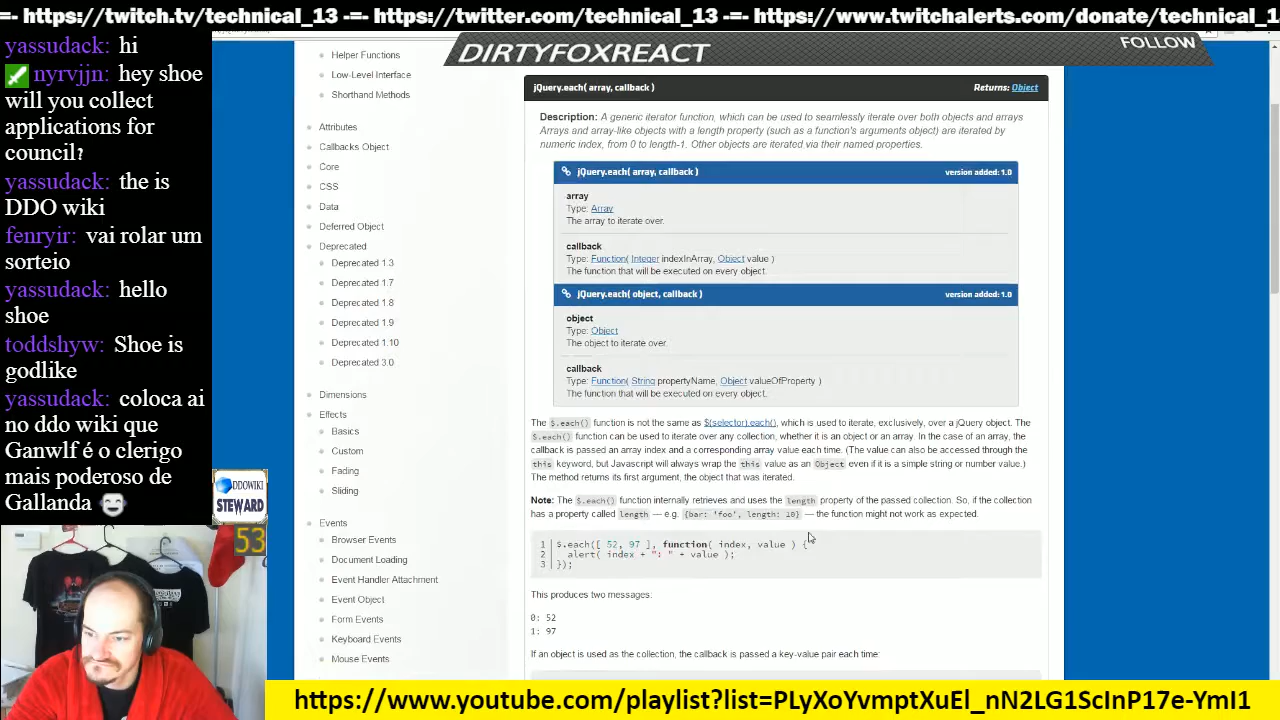 =- https://twitch.tv/technical_13 -=- https://twitter.com/technical_13 -=- https://www.twitchalerts.com/donate/technical_1
yassudack: hi
nyrvjjn: hey shoe
will you collect
applications for
council?
yassudack: the is
DDO wiki
fenryir: vai rolar um
sorteio
yassudack: hello
shoe
toddshyw: Shoe is
godlike
yassudack: coloca ai
no ddo wiki que
Ganwlf é o clerigo
mais poderoso de
Gallanda
DDOWIKI
STEWARD
53
DIRTYFOXREACT
FOLLOW
Helper Functions
Low-Level Interface
Shorthand Methods
Attributes
Callbacks Object
Core
CSS
Data
Deferred Object
Deprecated
Deprecated 1.3
Deprecated 1.7
Deprecated 1.8
Deprecated 1.9
Deprecated 1.10
Deprecated 3.0
Dimensions
Effects
Basics
Custom
Fading
Sliding
Events
Browser Events
Document Loading
Event Handler Attachment
Event Object
Form Events
Keyboard Events
Mouse Events
jQuery.each( array, callback ) Returns: Object
Description: A generic iterator function, which can be used to seamlessly iterate over both objects and arrays
Arrays and array-like objects with a length property (such as a function's arguments object) are iterated by
numeric index, from 0 to length-1. Other objects are iterated via their named properties.
jQuery.each( array, callback ) version added: 1.0
array
Type: Array
The array to iterate over.
callback
Type: Function( Integer indexInArray, Object value )
The function that will be executed on every object.
jQuery.each( object, callback ) version added: 1.0
object
Type: Object
The object to iterate over.
callback
Type: Function( String propertyName, Object valueOfProperty )
The function that will be executed on every object.
The $.each() function is not the same as $(selector).each(), which is used to iterate, exclusively, over a jQuery object. The
$.each() function can be used to iterate over any collection, whether it is an object or an array. In the case of an array, the
callback is passed an array index and a corresponding array value each time. (The value can also be accessed through the
this keyword, but Javascript will always wrap the this value as an Object even if it is a simple string or number value.)
The method returns its first argument, the object that was iterated.
Note: The $.each() function internally retrieves and uses the length property of the passed collection. So, if the collection
has a property called length — e.g. {bar: 'foo', length: 10} — the function might not work as expected.
1 $.each([ 52, 97 ], function( index, value ) {
2 alert( index + ": " + value );
3 });
This produces two messages:
0: 52
1: 97
If an object is used as the collection, the callback is passed a key-value pair each time:
https://www.youtube.com/playlist?list=PLyXoYvmptXuEl_nN2LG1ScInP17e-YmI1